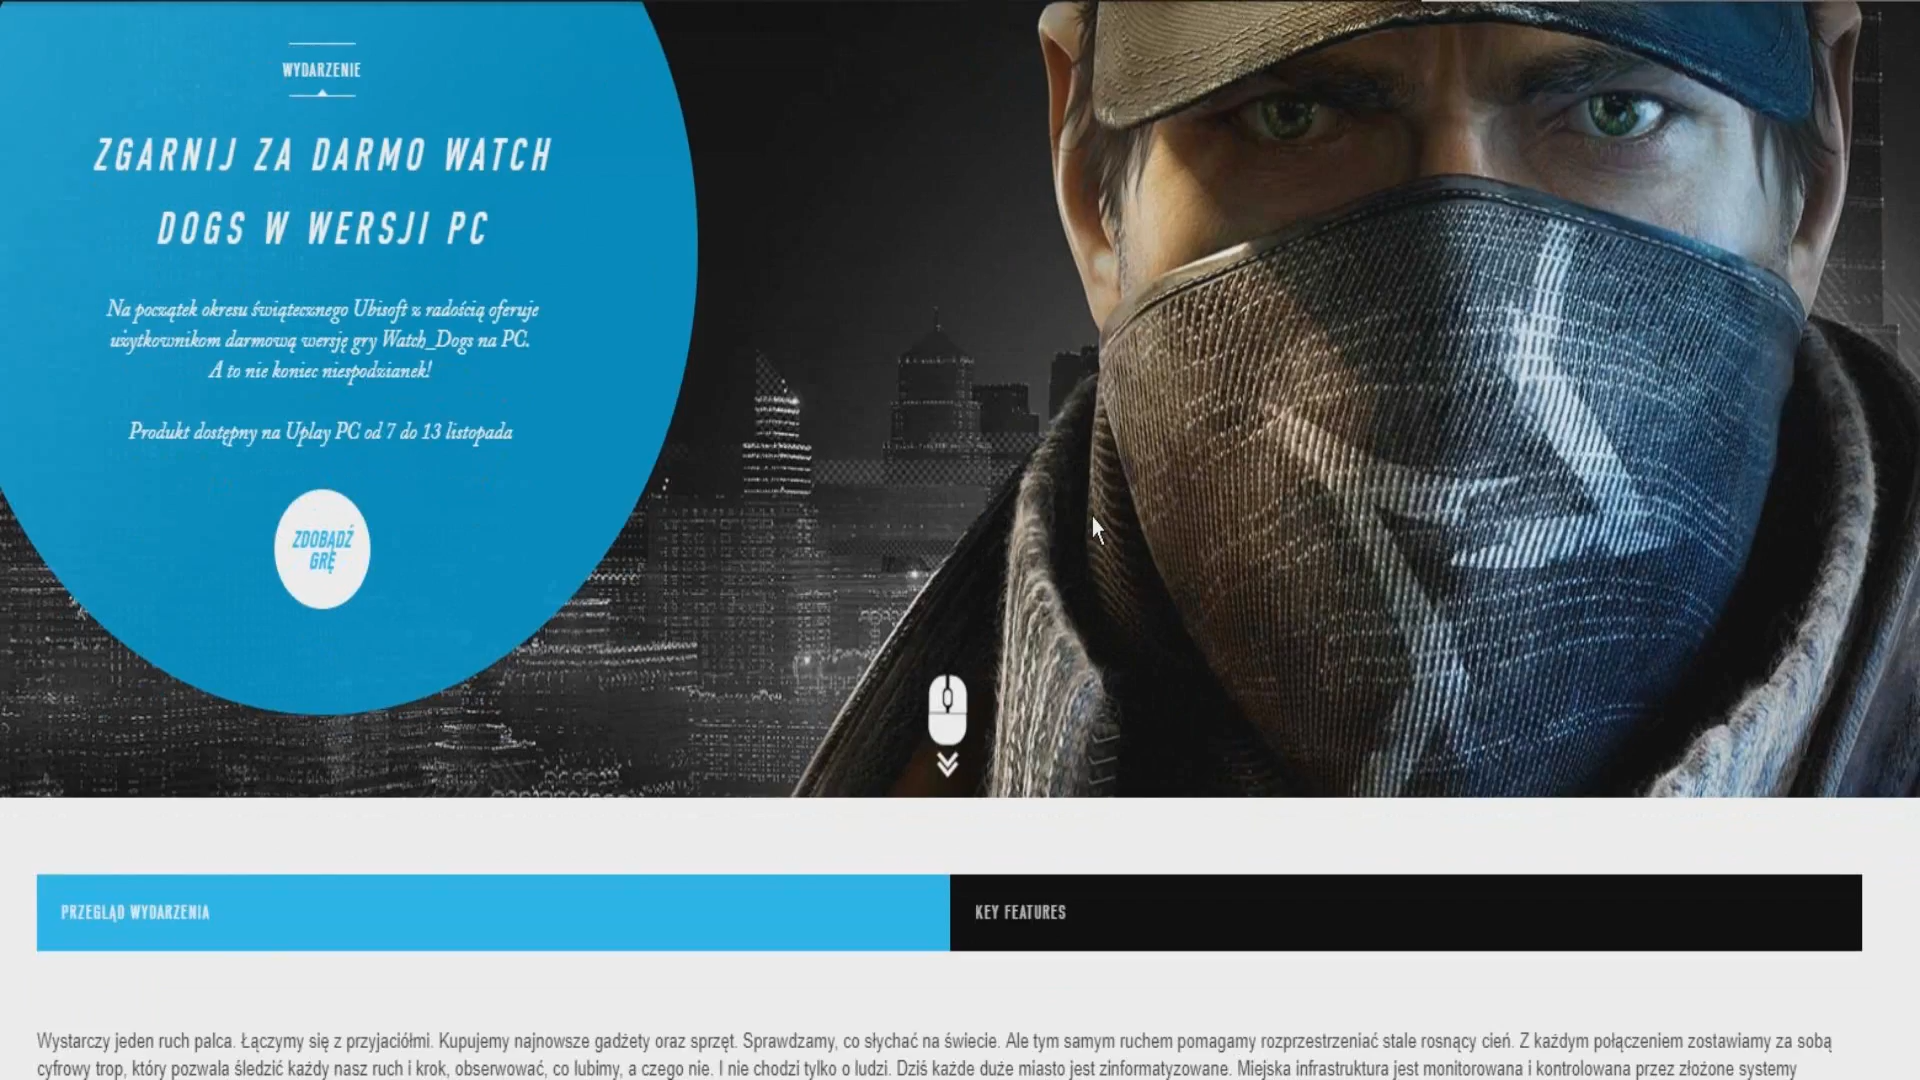 WYDARZENIE
ZGARNIJ ZA DARMO WATCH
DOGS W WERSJI PC
Na początek okresu świątecznego Ubisoft z radością oferuje
użytkownikom darmową wersję gry Watch_Dogs na PC.
A to nie koniec niespodzianek!
Produkt dostępny na Uplay PC od 7 do 13 listopada
ZDOBĄDŹ
GRĘ
PRZEGLĄD WYDARZENIA
KEY FEATURES
Wystarczy jeden ruch palca. Łączymy się z przyjaciółmi. Kupujemy najnowsze gadżety oraz sprzęt. Sprawdzamy, co słychać na świecie. Ale tym samym ruchem pomagamy rozprzestrzeniać stale rosnący cień. Z każdym połączeniem zostawiamy za sobą
cyfrowy trop, który pozwala śledzić każdy nasz ruch i krok, obserwować, co lubimy, a czego nie. I nie chodzi tylko o ludzi. Dziś każde duże miasto jest zinformatyzowane. Miejska infrastruktura jest monitorowana i kontrolowana przez złożone systemy